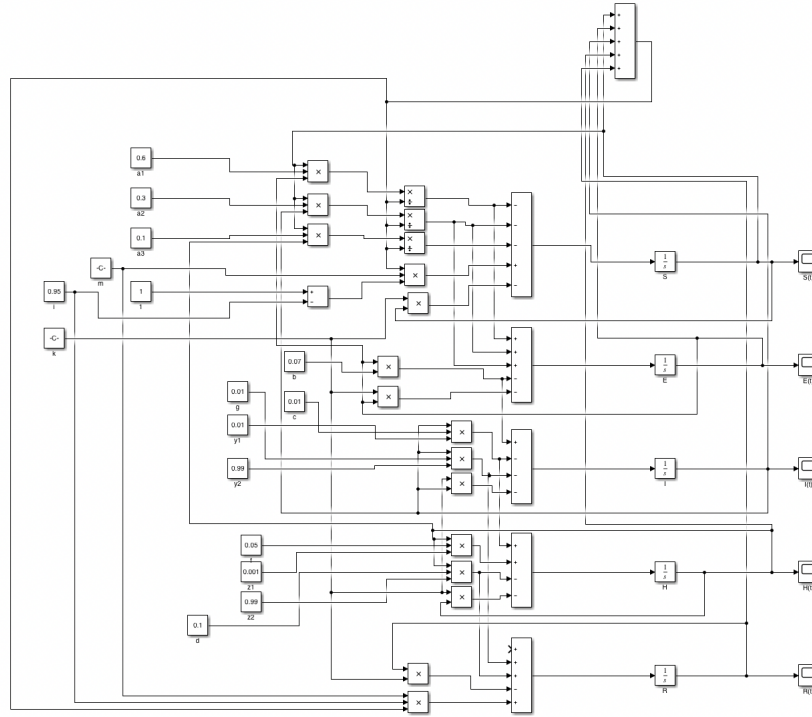 0.6
a1
0.3
a2
0.1
a3
-C-
m
0.95
i
1
1
-C-
k
0.07
b
0.01
g
0.01
c
0.01
y1
0.99
y2
0.05
0.001
z1
0.99
z2
0.1
d
1
s
S
1
s
E
1
s
I
1
s
H
1
s
R
S(t
E(t
I(t
H(t
R(t